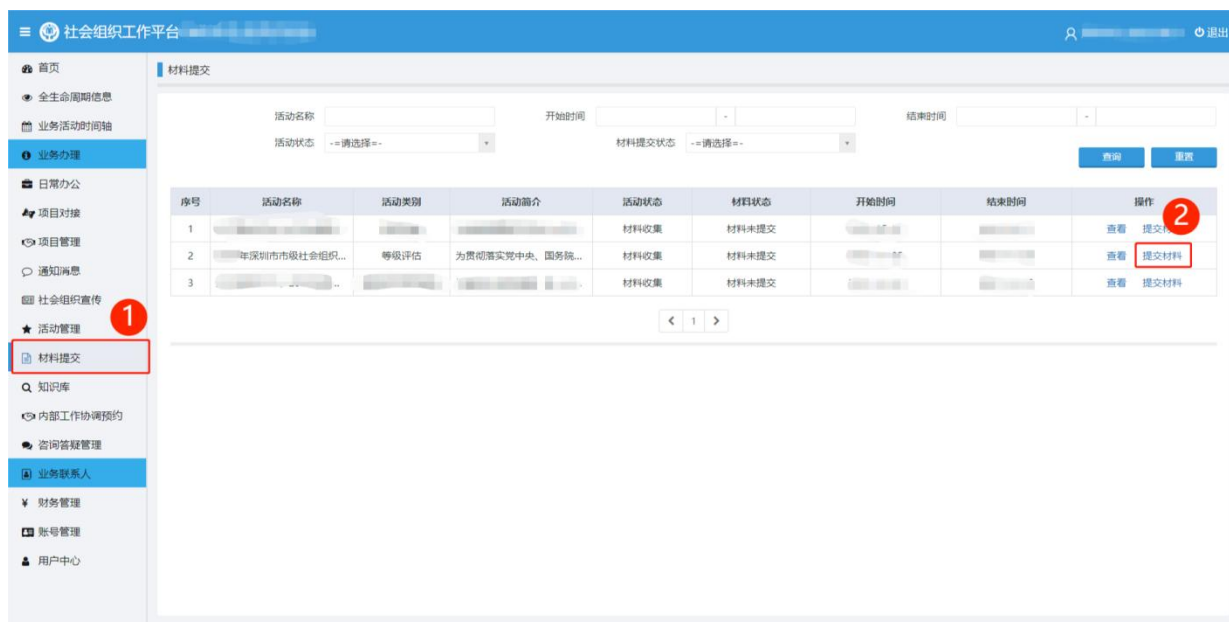 社会组织工作平台
退出
首页
全生命周期信息
业务活动时间轴
业务办理
日常办公
项目对接
项目管理
通知消息
社会组织宣传
活动管理
1
材料提交
知识库
内部工作协调预约
咨询答疑管理
业务联系人
财务管理
账号管理
用户中心
材料提交
活动名称 开始时间 - 结束时间 -
活动状态 -=请选择=- 材料提交状态 -=请选择=-
查询 重置
序号 活动名称 活动类别 活动简介 活动状态 材料状态 开始时间 结束时间 操作
2
1 材料收集 材料未提交 查看 提交材
2 年深圳市市级社会组织... 等级评估 为贯彻落实党中央、国务院... 材料收集 材料未提交 查看 提交材料
3 材料收集 材料未提交 查看 提交材料
1